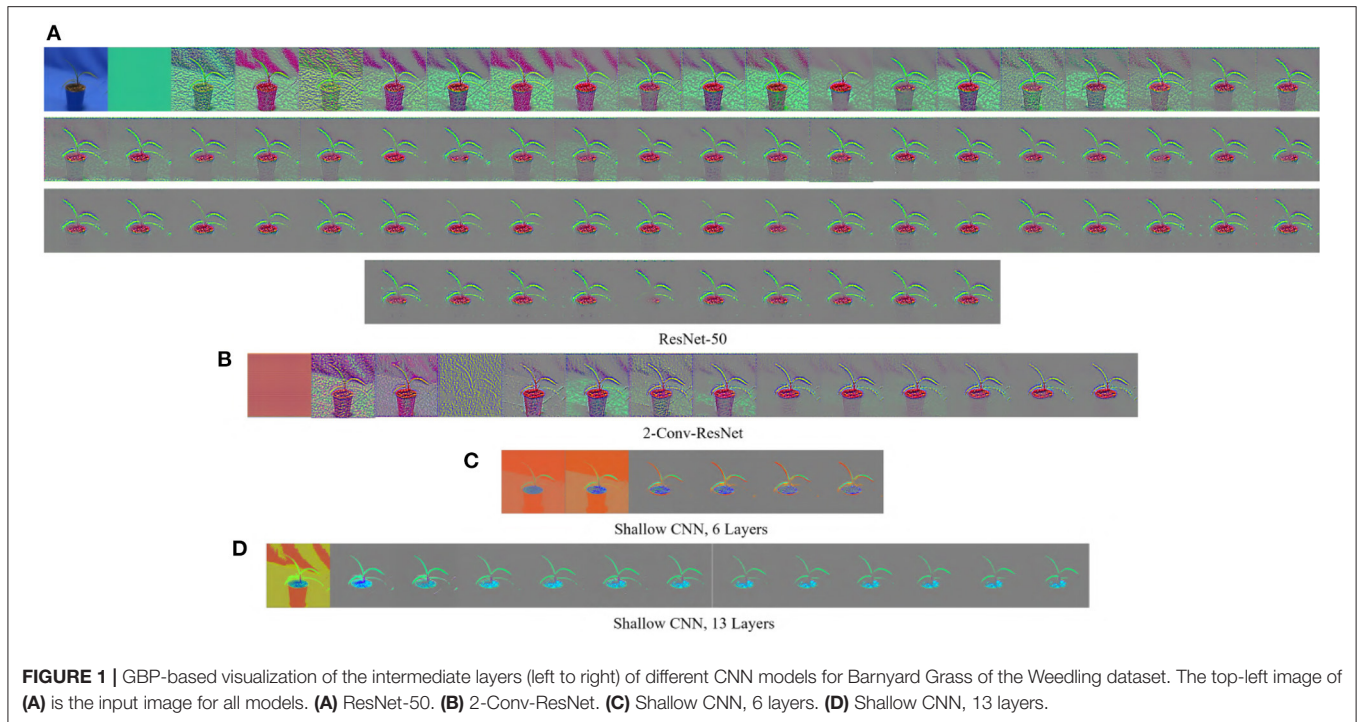 A
ResNet-50
B
2-Conv-ResNet
C
Shallow CNN, 6 Layers
D
Shallow CNN, 13 Layers
FIGURE 1 | GBP-based visualization of the intermediate layers (left to right) of different CNN models for Barnyard Grass of the Weedling dataset. The top-left image of
(A) is the input image for all models. (A) ResNet-50. (B) 2-Conv-ResNet. (C) Shallow CNN, 6 layers. (D) Shallow CNN, 13 layers.